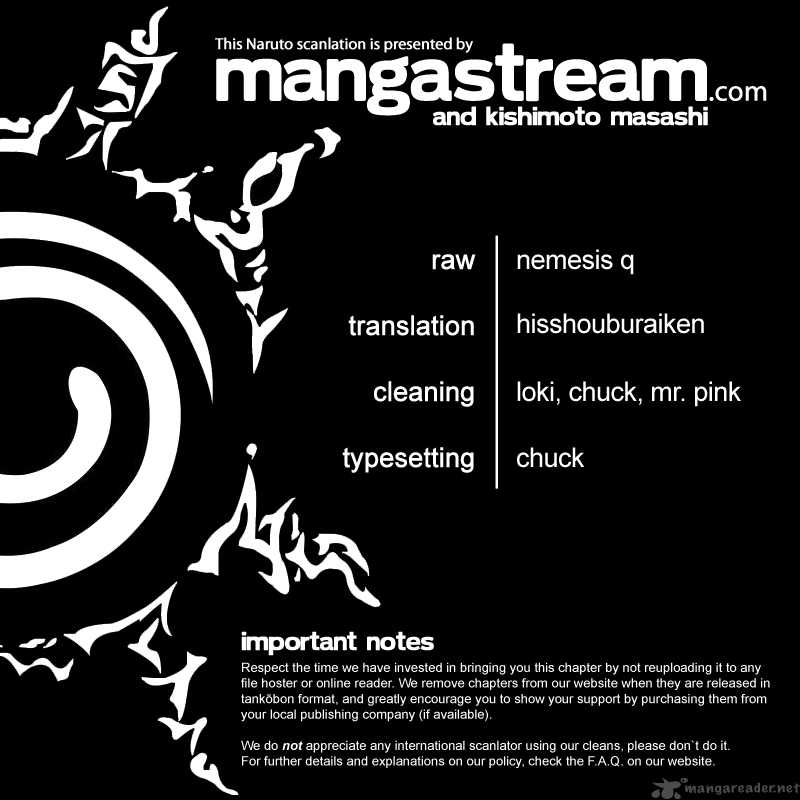 This Naruto scanlation is presented by
mangastream.com
and kishimoto masashi
raw nemesis q
translation hisshouburaiken
cleaning loki, chuck, mr. pink
typesetting chuck
important notes
Respect the time we have invested in bringing you this chapter by not reuploading it to any
file hoster or online reader. We remove chapters from our website when they are released in
tankōbon format, and greatly encourage you to show your support by purchasing them from
your local publishing company (if available).
We do not appreciate any international scanlator using our cleans, please don`t do it.
For further details and explanations on our policy, check the F.A.Q. on our website.
mangareader.net